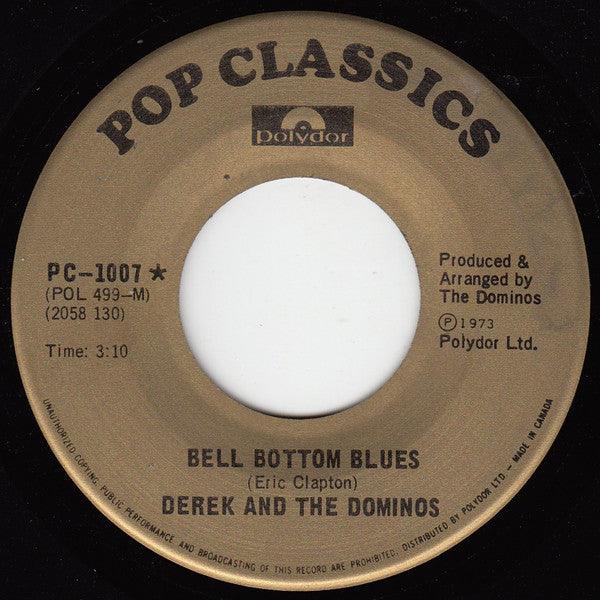 POP CLASSICS
polydor
PC-1007 *
(POL 499-M)
(2058 130)
Time: 3:10
Produced &
Arranged by
The Dominos
Ⓟ 1973
Polydor Ltd.
BELL BOTTOM BLUES
(Eric Clapton)
DEREK AND THE DOMINOS
UNAUTHORIZED COPYING, PUBLIC PERFORMANCE AND BROADCASTING OF THIS RECORD ARE PROHIBITED. DISTRIBUTED BY POLYDOR LTD – MADE IN CANADA